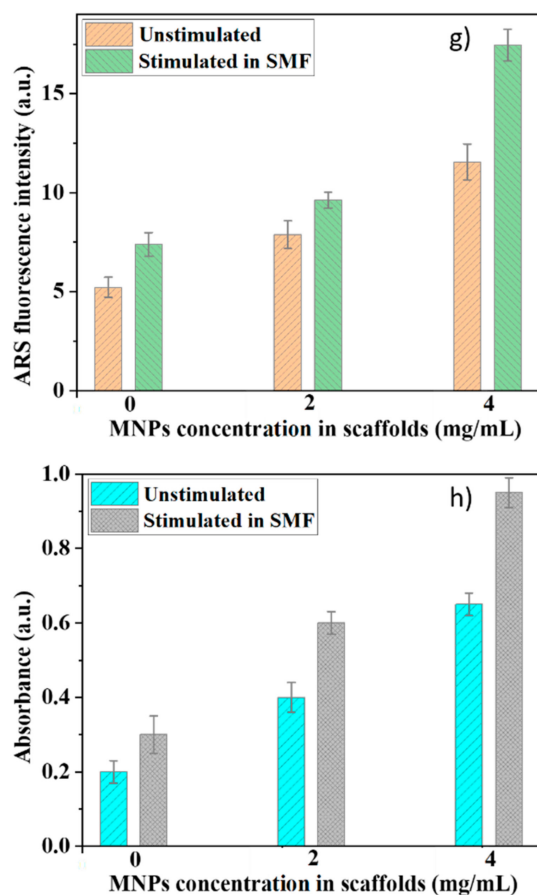 g)
Unstimulated
Stimulated in SMF
ARS fluorescence intensity (a.u.)
17.5
15
10
5
0
0 2 4
MNPs concentration in scaffolds (mg/mL)
h)
Unstimulated
Stimulated in SMF
Absorbance (a.u.)
1.0
0.8
0.6
0.4
0.2
0.0
0 2 4
MNPs concentration in scaffolds (mg/mL)